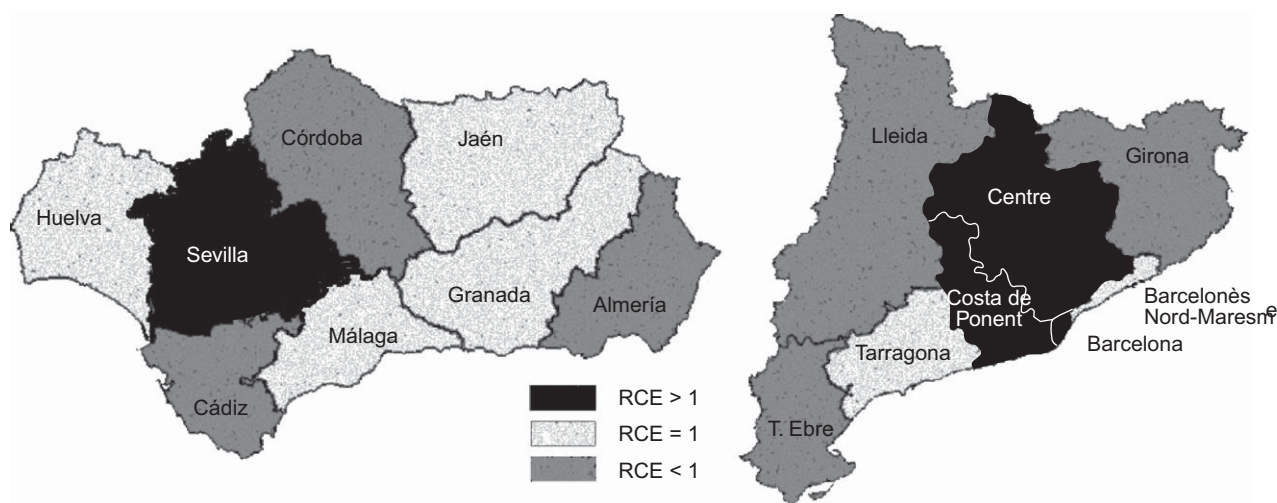 Córdoba
Jaén
Huelva
Sevilla
Granada
Almería
Málaga
Cádiz
RCE > 1
RCE = 1
RCE < 1
Lleida
Girona
Centre
Costa de
Ponent
Barcelonès
Nord-Maresme
Barcelona
Tarragona
T. Ebre